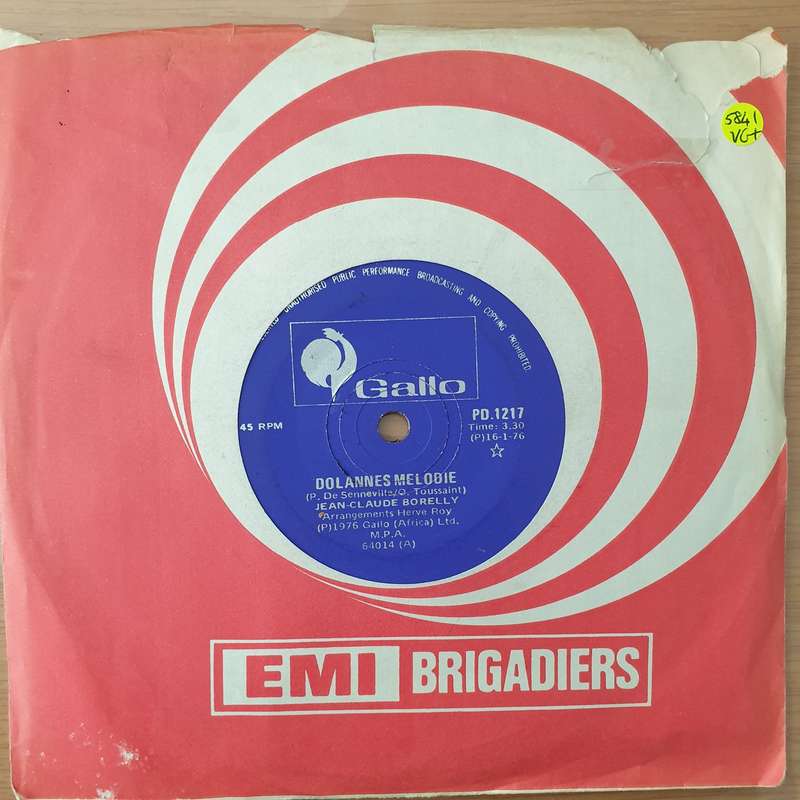 5841
VG+
UNAUTHORISED PUBLIC PERFORMANCE BROADCASTING AND COPYING PROHIBITED.
Gallo
45 RPM
PD.1217
Time: 3.30
(P)16-1-76
DOLANNES MELODIE
(P. De Senneville/O. Toussaint)
JEAN-CLAUDE BORELLY
Arrangements Herve Roy
(P)1976 Gallo (Africa) Ltd.
M.P.A.
64014 (A)
EMI BRIGADIERS